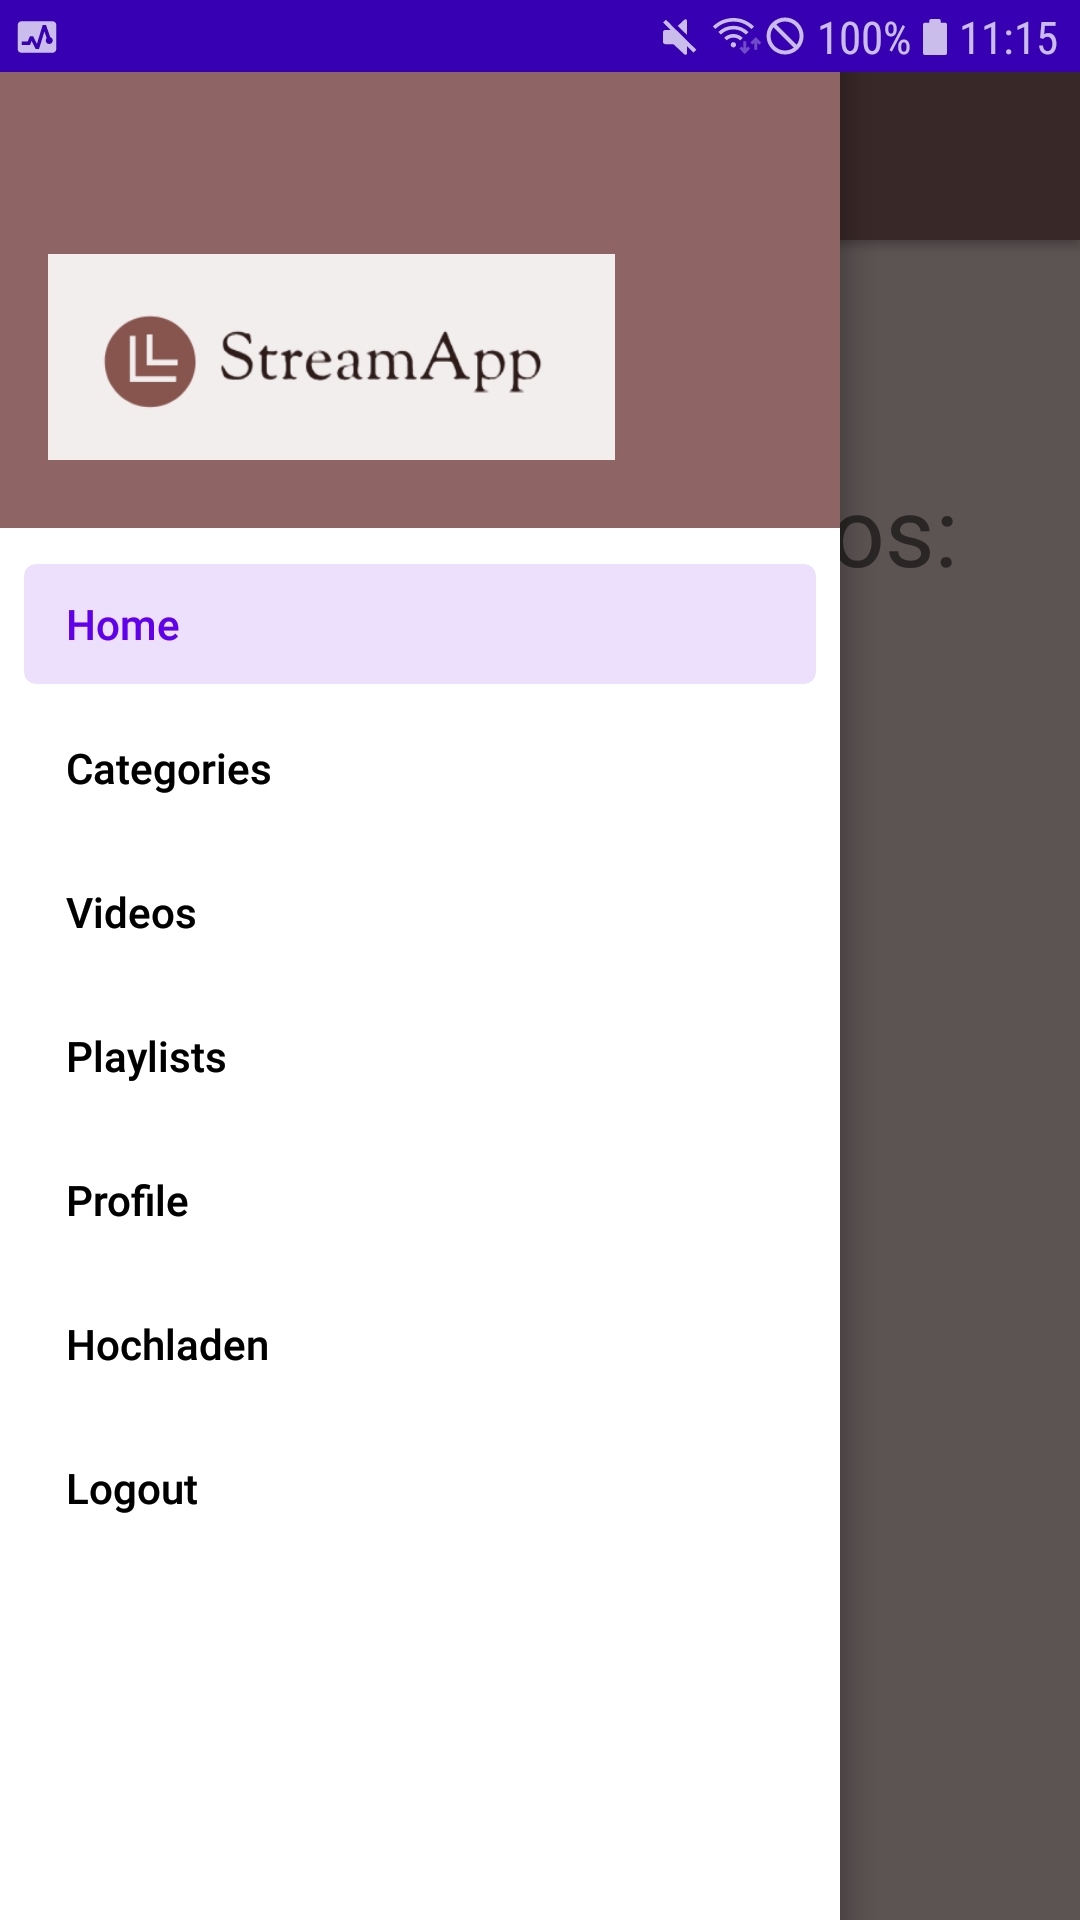 100% 11:15
StreamApp
os:
Home
Categories
Videos
Playlists
Profile
Hochladen
Logout